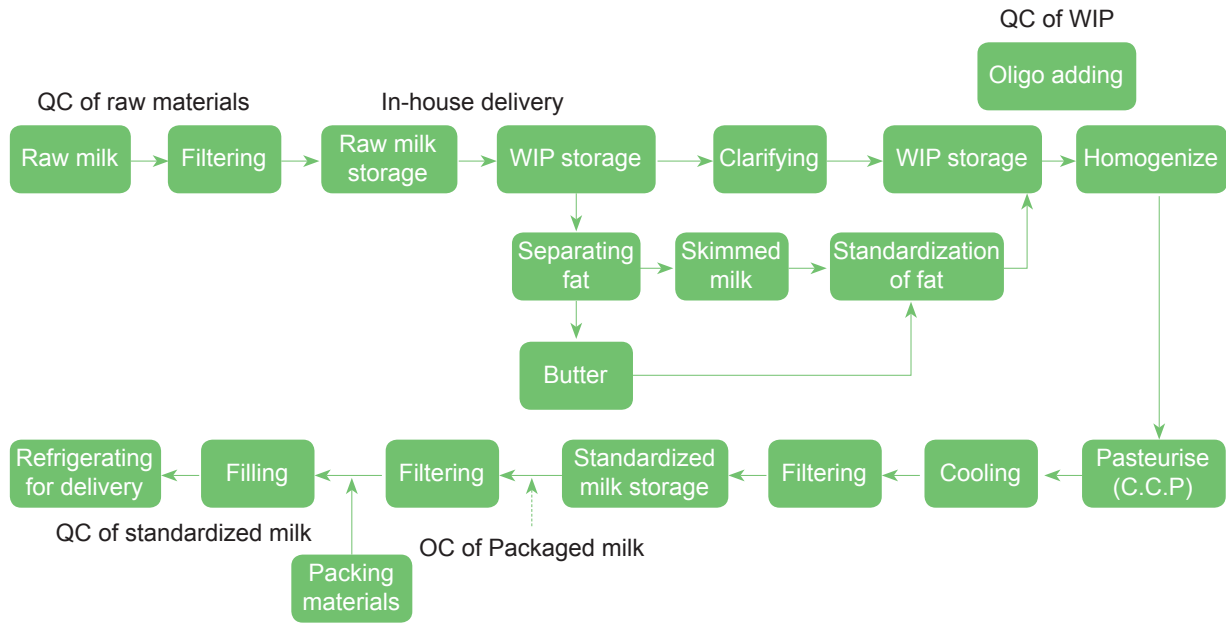 QC of WIP
Oligo adding
QC of raw materials
In-house delivery
Raw milk
Filtering
Raw milk
storage
WIP storage
Clarifying
WIP storage
Homogenize
Separating
fat
Skimmed
milk
Standardization
of fat
Butter
Refrigerating
for delivery
Filling
Filtering
Standardized
milk storage
Filtering
Cooling
Pasteurise
(C.C.P)
QC of standardized milk
OC of Packaged milk
Packing
materials